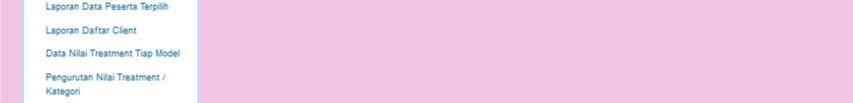 Laporan Data Peserta Terpilih
Laporan Daftar Client
Data Nilai Treatment Tiap Model
Pengurutan Nilai Treatment /
Kategori